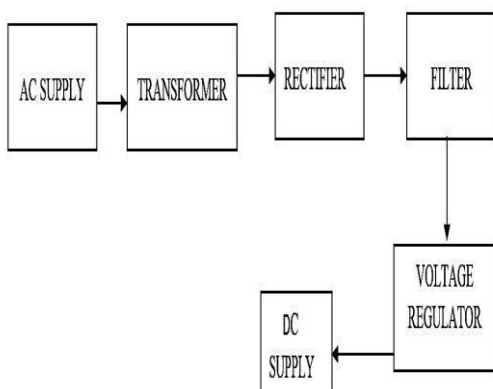 AC SUPPLY
TRANSFORMER
RECTIFIER
FILTER
VOLTAGE
REGULATOR
DC
SUPPLY